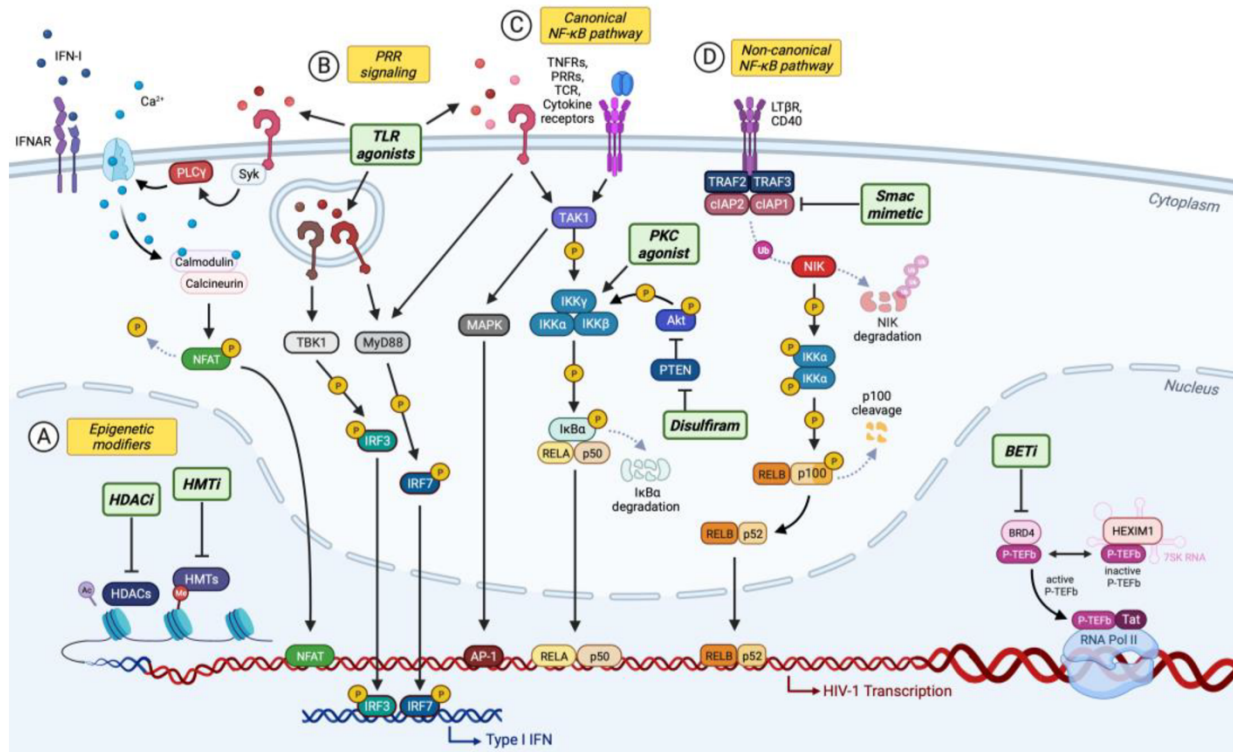 IFN-I
IFNAR
Ca²⁺
PLCγ
Syk
Calmodulin
Calcineurin
P
P
NFAT
B
PRR
signaling
TLR
agonists
TBK1
MyD88
P
P
P
IRF3
P
IRF7
C
Canonical
NF-κB pathway
TNFRs,
PRRs,
TCR,
Cytokine
receptors
TAK1
P
MAPK
PKC
agonist
IKKγ
IKKα
IKKβ
P
P
Akt
PTEN
Disulfiram
P
P
IκBα
RELA
p50
IκBα
degradation
D
Non-canonical
NF-κB pathway
LTβR,
CD40
TRAF2
TRAF3
cIAP2
cIAP1
Smac
mimetic
Cytoplasm
Ub
NIK
NIK
degradation
P
P
IKKα
P
IKKα
P
p100
cleavage
P
RELB
p100
RELB
p52
Nucleus
A
Epigenetic
modifiers
HDACi
HMTi
Ac
HDACs
HMTs
Me
NFAT
AP-1
RELA
p50
RELB
p52
HIV-1 Transcription
P
IRF3
IRF7
P
Type I IFN
BETi
BRD4
P-TEFb
HEXIM1
P-TEFb
7SK RNA
inactive
P-TEFb
active
P-TEFb
P-TEFb
Tat
RNA Pol II